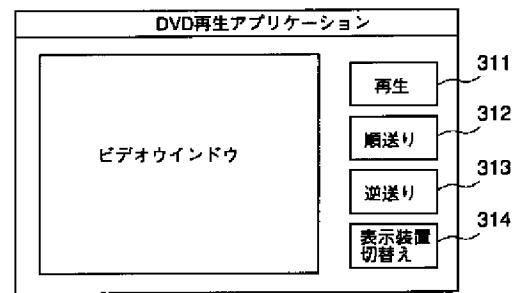 DVD再生アプリケーション
ビデオウインドウ
再生
311
順送り
312
逆送り
313
表示装置
切替え
314